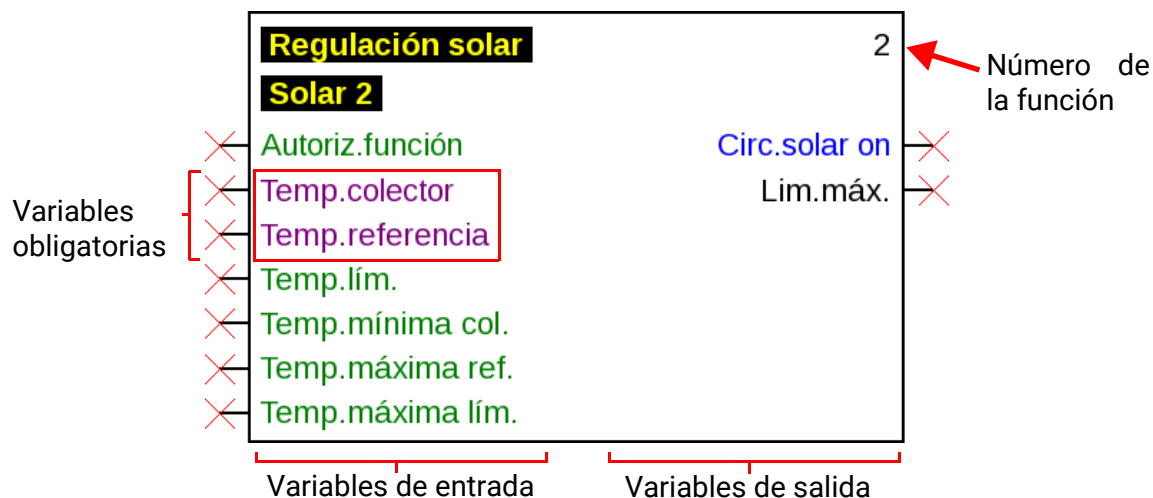 Regulación solar 2
Solar 2
Número de
la función
Autoriz.función Circ.solar on
Temp.colector Lim.máx.
Variables
obligatorias
Temp.referencia
Temp.lím.
Temp.mínima col.
Temp.máxima ref.
Temp.máxima lím.
Variables de entrada Variables de salida